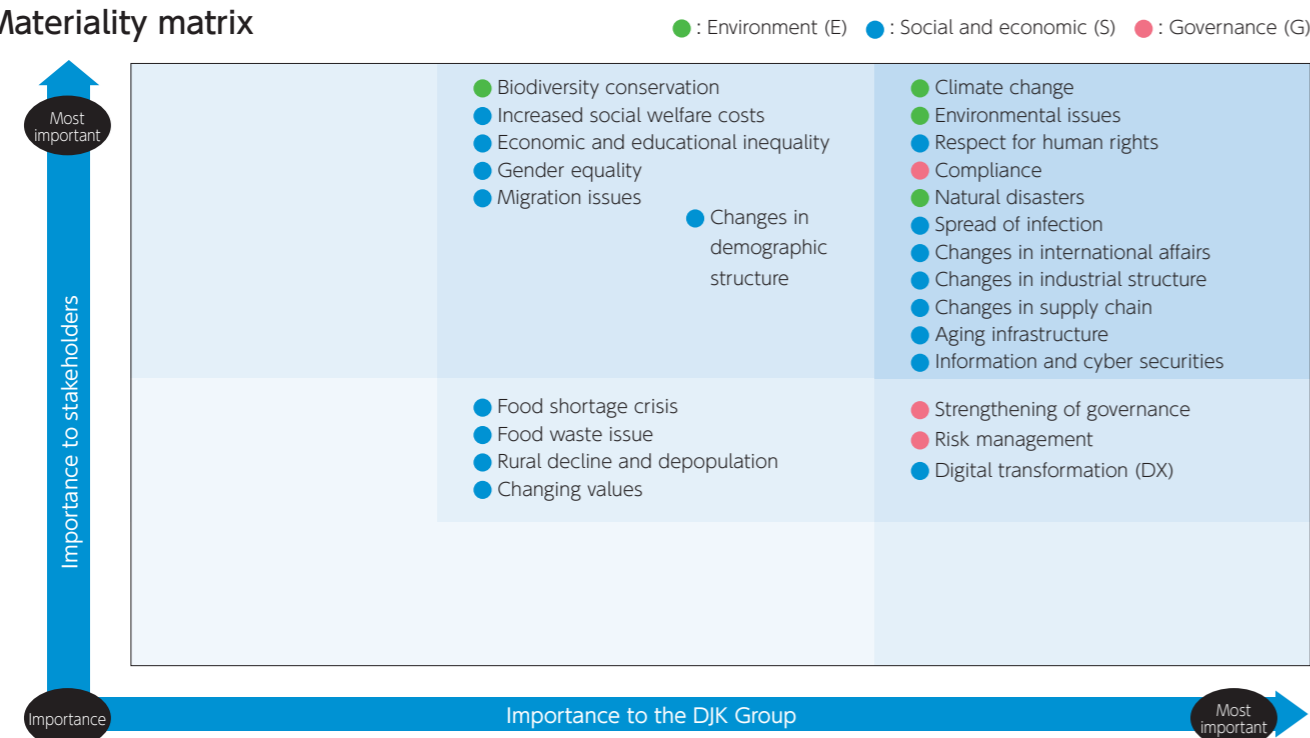 Materiality matrix
: Environment (E) : Social and economic (S) : Governance (G)
Most
important
Importance to stakeholders
Biodiversity conservation
Increased social welfare costs
Economic and educational inequality
Gender equality
Migration issues
Changes in
demographic
structure
Climate change
Environmental issues
Respect for human rights
Compliance
Natural disasters
Spread of infection
Changes in international affairs
Changes in industrial structure
Changes in supply chain
Aging infrastructure
Information and cyber securities
Food shortage crisis
Food waste issue
Rural decline and depopulation
Changing values
Strengthening of governance
Risk management
Digital transformation (DX)
Importance
Importance to the DJK Group
Most
important